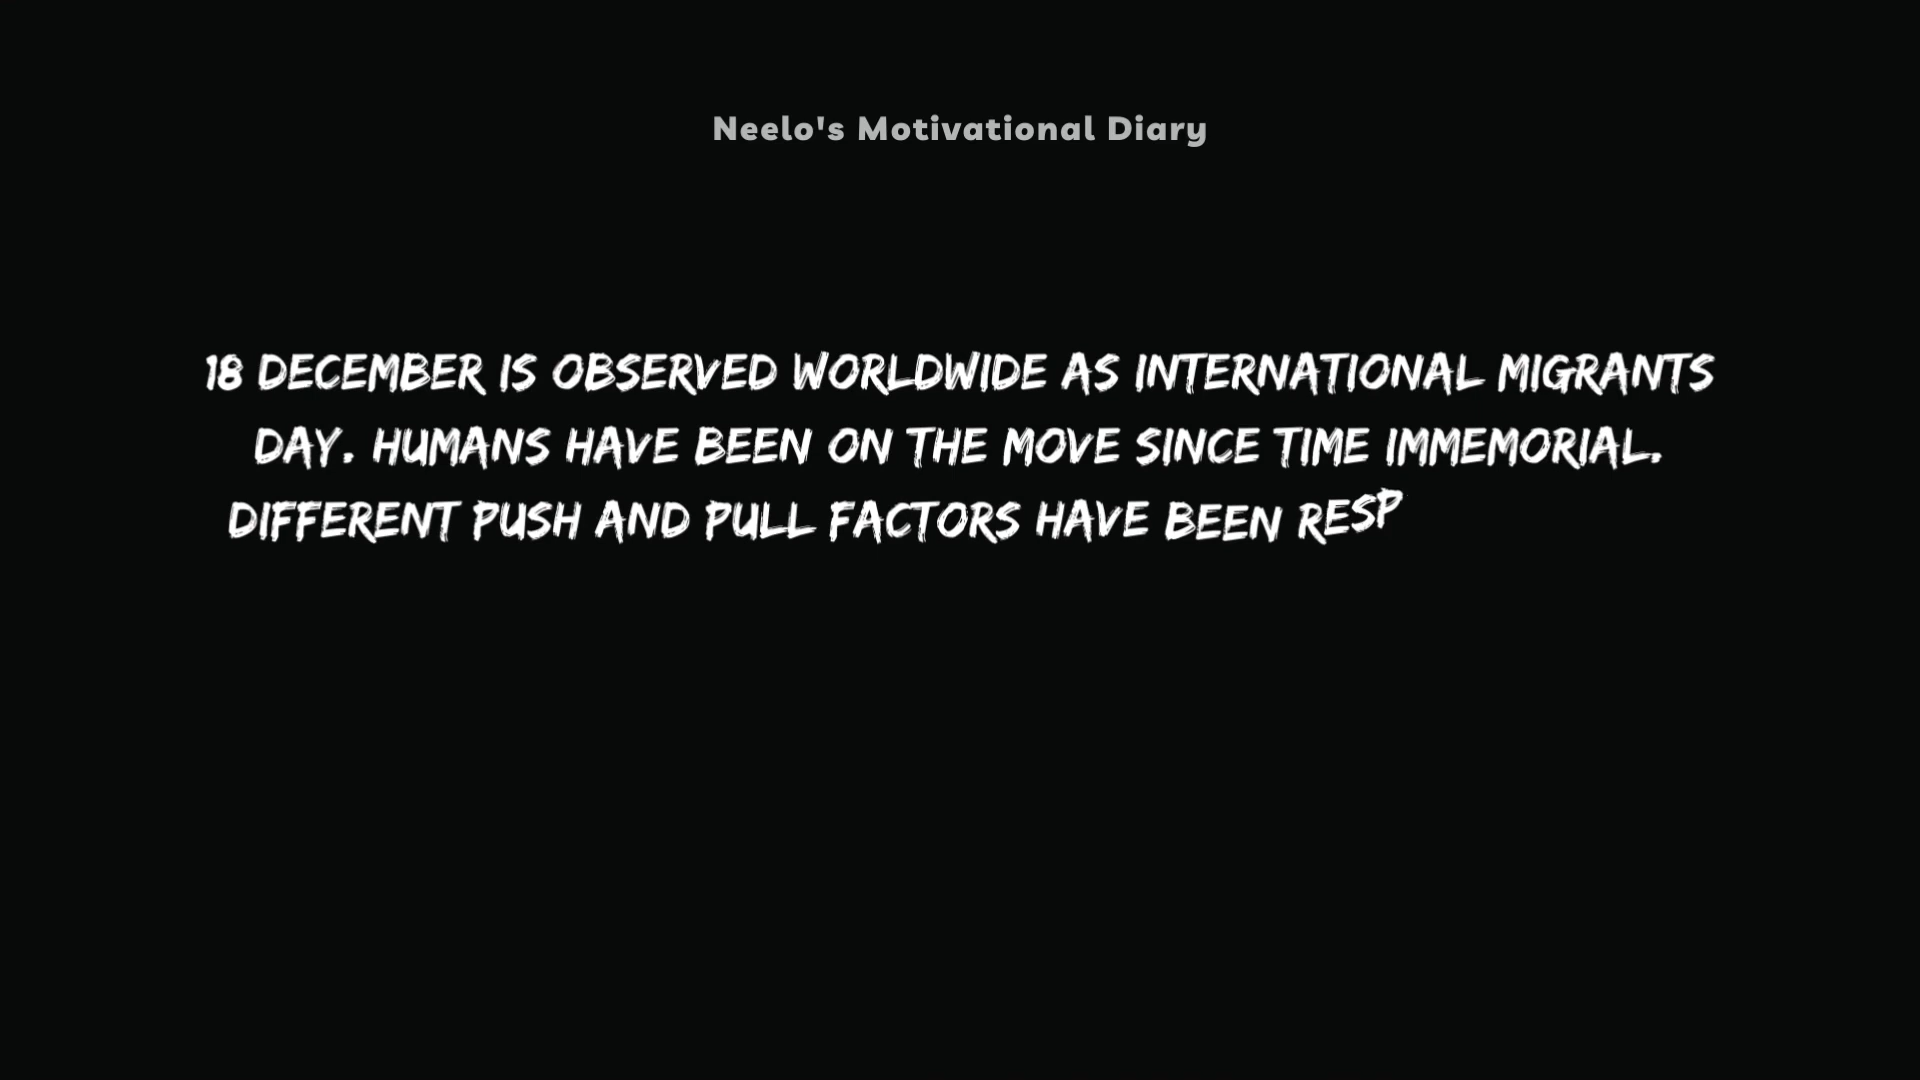 Neelo's Motivational Diary
18 DECEMBER IS OBSERVED WORLDWIDE AS INTERNATIONAL MIGRANTS
DAY. HUMANS HAVE BEEN ON THE MOVE SINCE TIME IMMEMORIAL.
DIFFERENT PUSH AND PULL FACTORS HAVE BEEN RESP